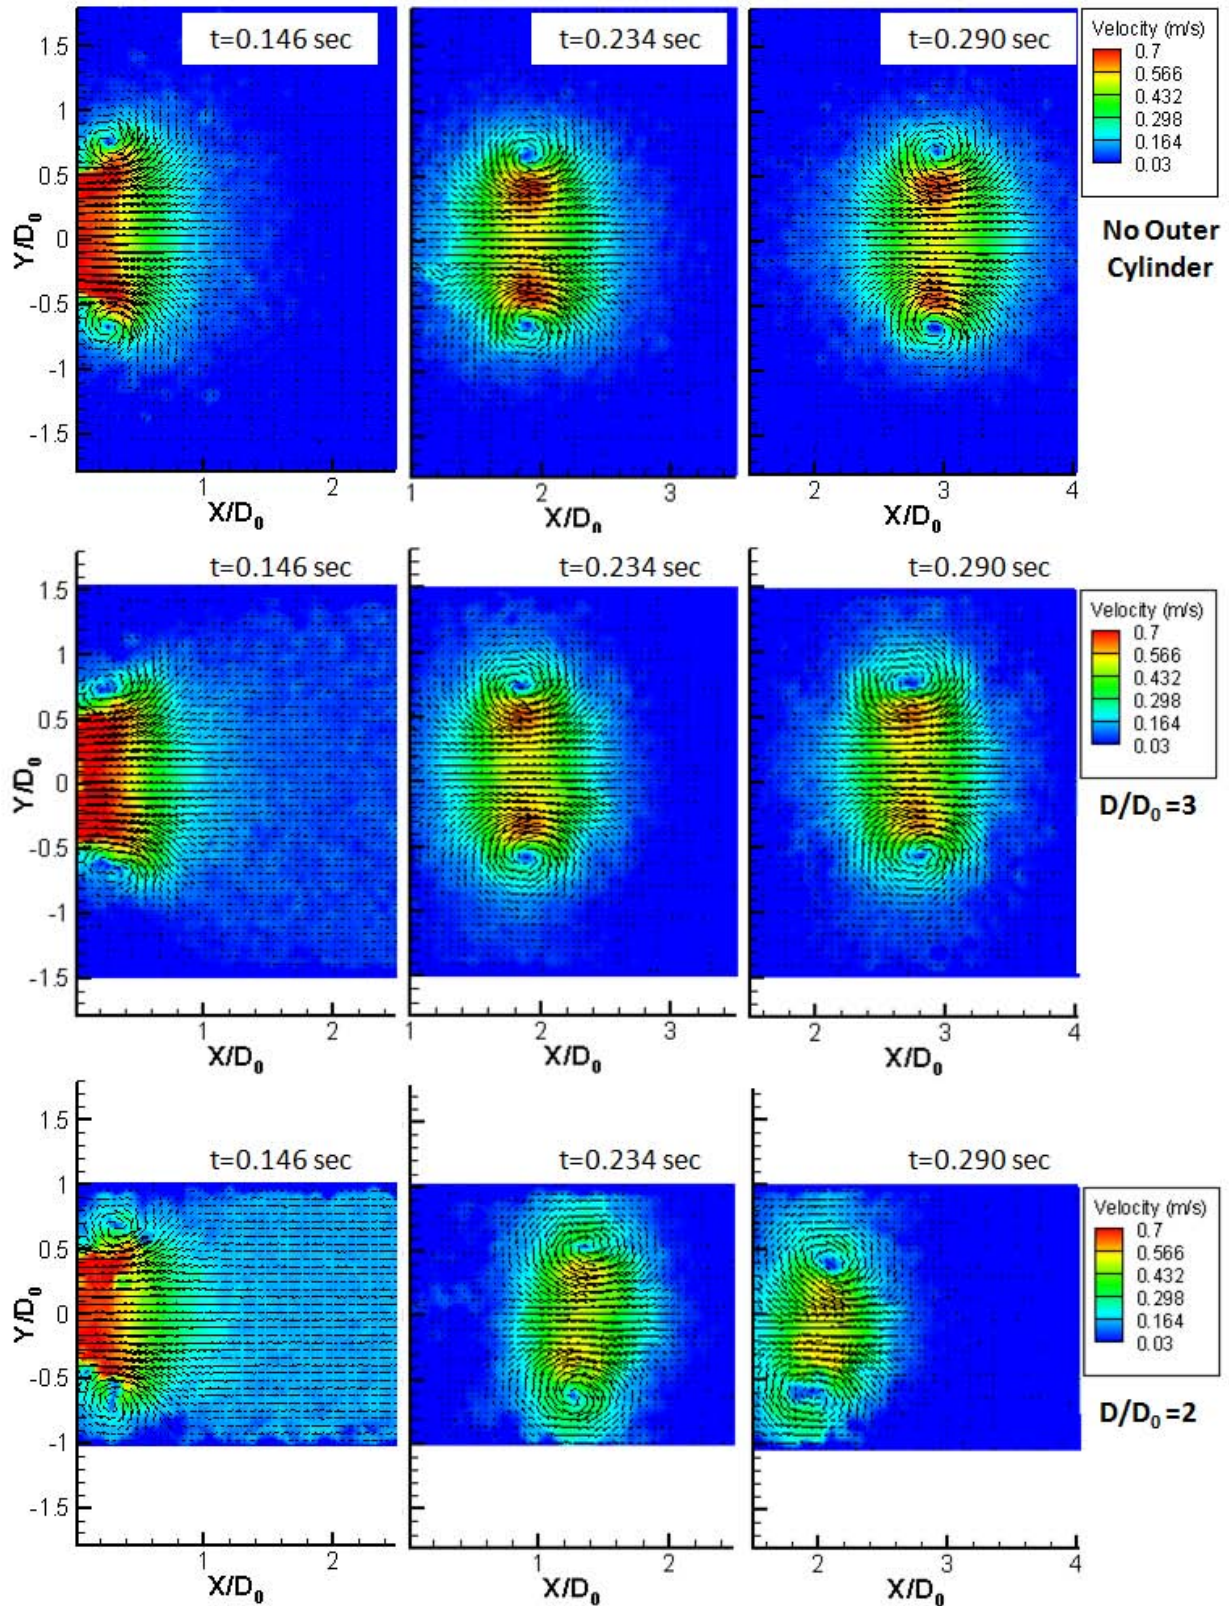 t=0.146 sec
t=0.234 sec
t=0.290 sec
Velocity (m/s)
0.7
0.566
0.432
0.298
0.164
0.03
No Outer
Cylinder
Y/D₀
1.5
1
0.5
0
-0.5
-1
-1.5
1 2
X/D₀
1 2 3
X/D₀
2 3 4
X/D₀
t=0.146 sec
t=0.234 sec
t=0.290 sec
Velocity (m/s)
0.7
0.566
0.432
0.298
0.164
0.03
D/D₀=3
Y/D₀
1.5
1
0.5
0
-0.5
-1
-1.5
1 2
X/D₀
1 2 3
X/D₀
2 3 4
X/D₀
t=0.146 sec
t=0.234 sec
t=0.290 sec
Velocity (m/s)
0.7
0.566
0.432
0.298
0.164
0.03
D/D₀=2
Y/D₀
1.5
1
0.5
0
-0.5
-1
-1.5
1 2
X/D₀
1 2
X/D₀
2 3 4
X/D₀